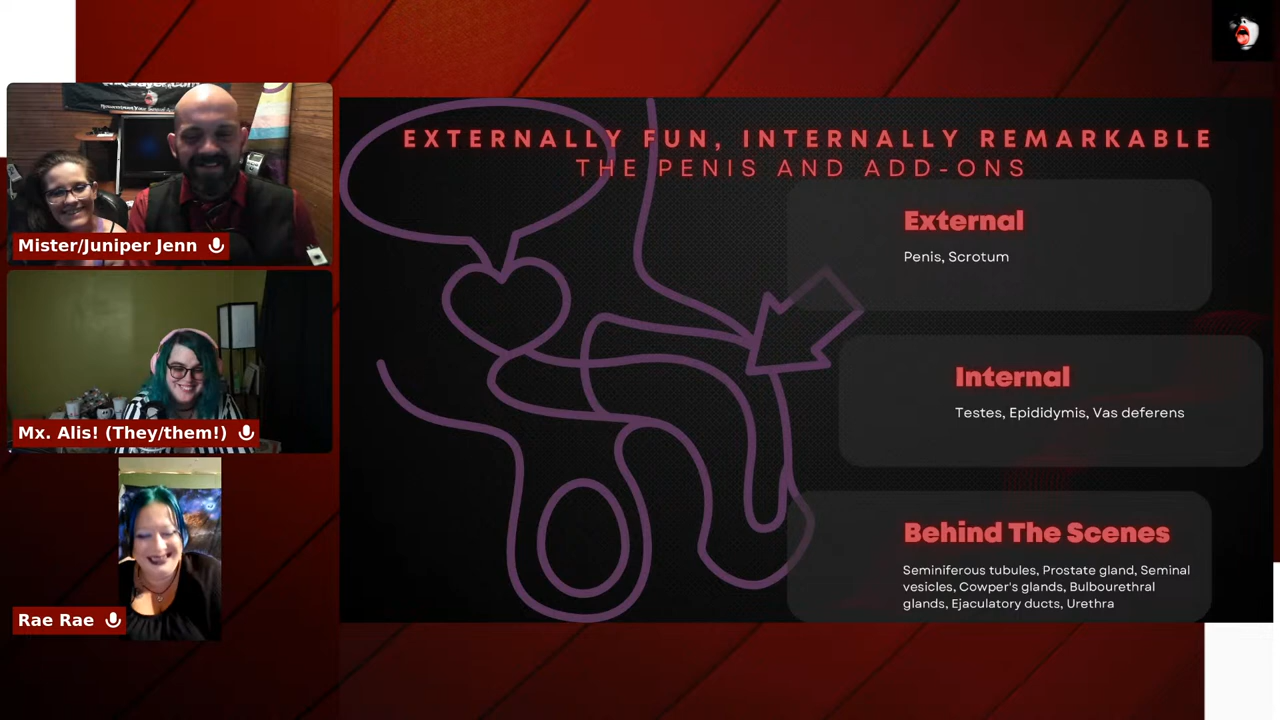 EXTERNALLY FUN, INTERNALLY REMARKABLE
THE PENIS AND ADD-ONS
External
Penis, Scrotum
Internal
Testes, Epididymis, Vas deferens
Behind The Scenes
Seminiferous tubules, Prostate gland, Seminal
vesicles, Cowper's glands, Bulbourethral
glands, Ejaculatory ducts, Urethra
Mister/Juniper Jenn
Mx. Alis! (They/them!)
Rae Rae